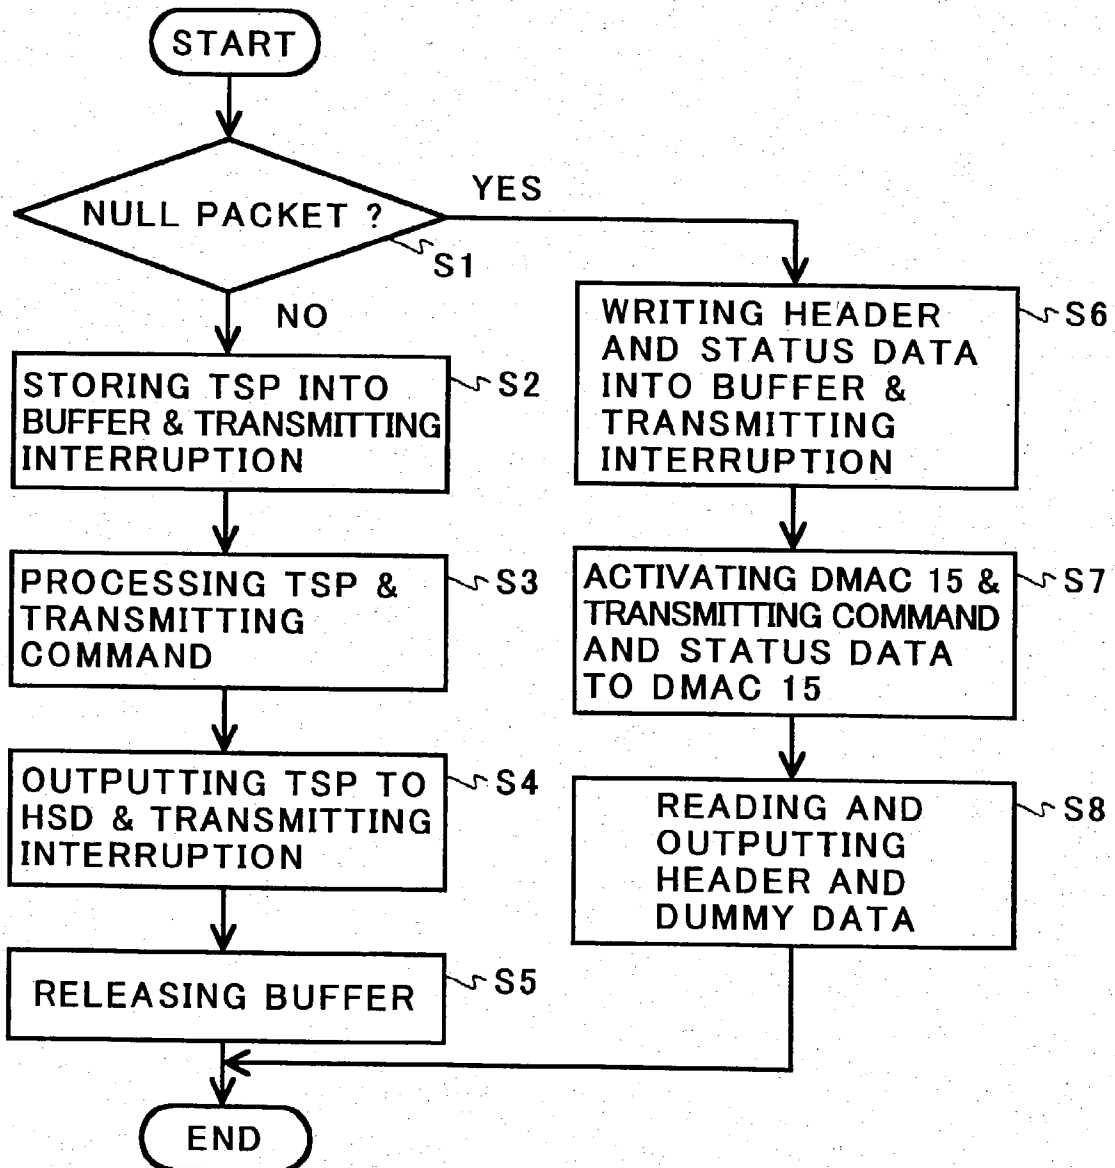 START
NULL PACKET ?
S1
YES
NO
STORING TSP INTO
BUFFER & TRANSMITTING
INTERRUPTION
S2
PROCESSING TSP &
TRANSMITTING
COMMAND
S3
OUTPUTTING TSP TO
HSD & TRANSMITTING
INTERRUPTION
S4
RELEASING BUFFER
S5
WRITING HEADER
AND STATUS DATA
INTO BUFFER &
TRANSMITTING
INTERRUPTION
S6
ACTIVATING DMAC 15 &
TRANSMITTING COMMAND
AND STATUS DATA
TO DMAC 15
S7
READING AND
OUTPUTTING
HEADER AND
DUMMY DATA
S8
END